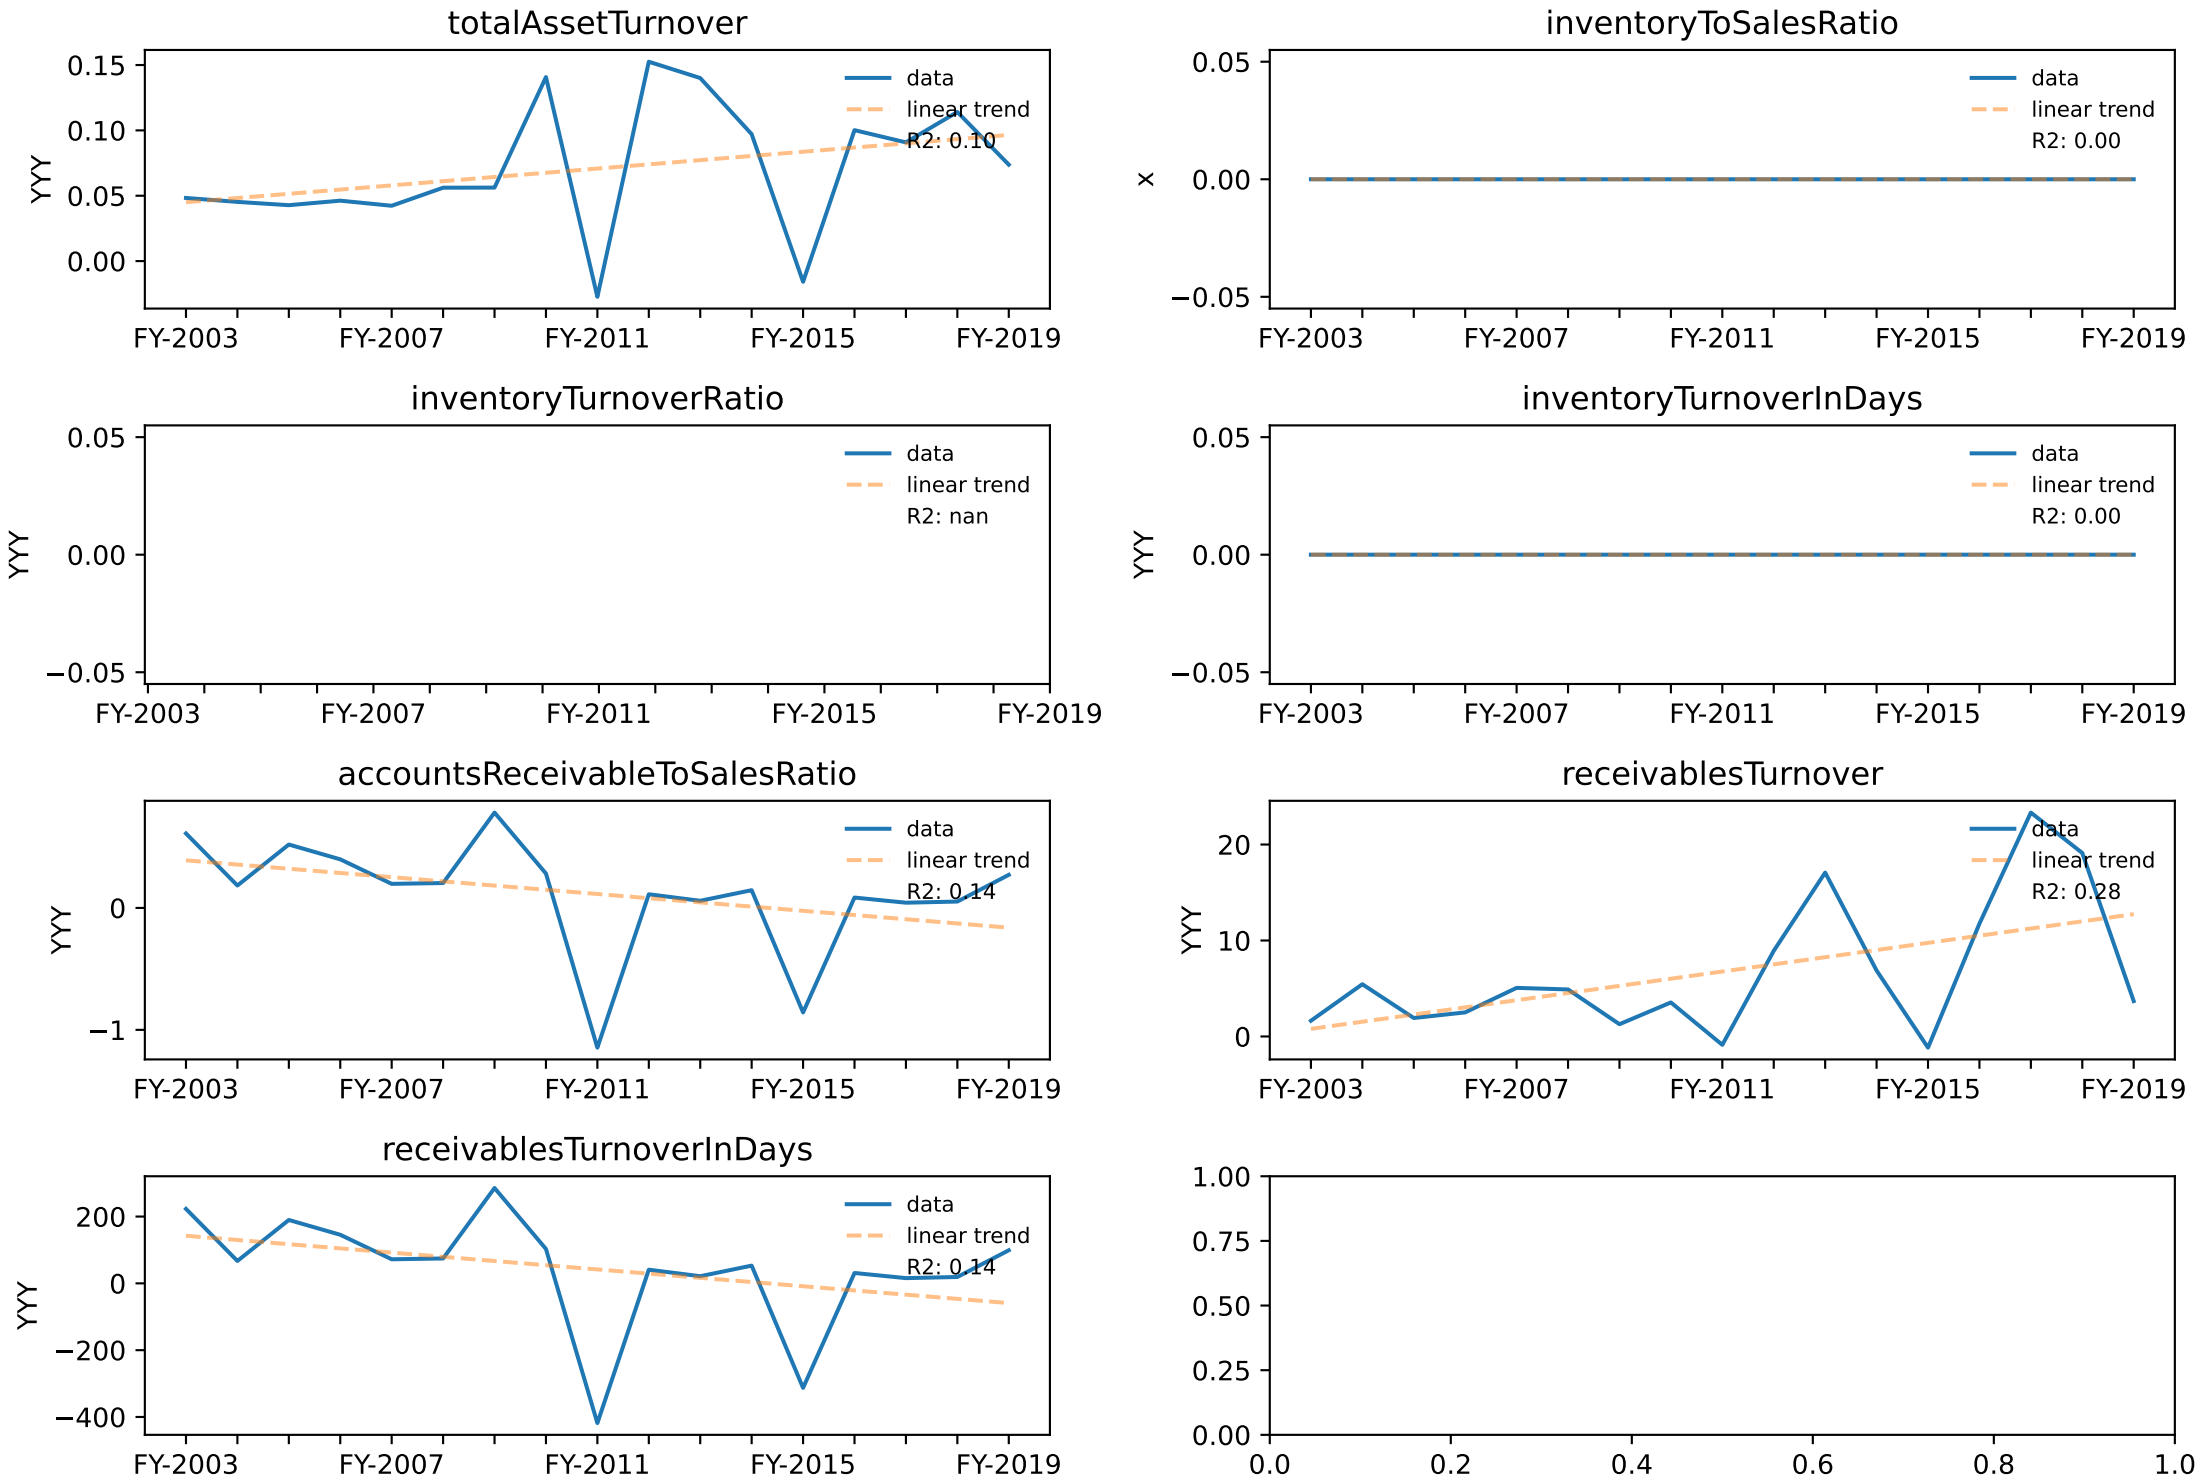 totalAssetTurnover
0.15
0.10
0.05
0.00
YYY
data
linear trend
R2: 0.10
FY-2003 FY-2007 FY-2011 FY-2015 FY-2019
inventoryToSalesRatio
0.05
0.00
−0.05
x
data
linear trend
R2: 0.00
FY-2003 FY-2007 FY-2011 FY-2015 FY-2019
inventoryTurnoverRatio
0.05
0.00
−0.05
YYY
data
linear trend
R2: nan
FY-2003 FY-2007 FY-2011 FY-2015 FY-2019
inventoryTurnoverInDays
0.05
0.00
−0.05
YYY
data
linear trend
R2: 0.00
FY-2003 FY-2007 FY-2011 FY-2015 FY-2019
accountsReceivableToSalesRatio
0
−1
YYY
data
linear trend
R2: 0.14
FY-2003 FY-2007 FY-2011 FY-2015 FY-2019
receivablesTurnover
20
10
0
YYY
data
linear trend
R2: 0.28
FY-2003 FY-2007 FY-2011 FY-2015 FY-2019
receivablesTurnoverInDays
200
0
−200
−400
YYY
data
linear trend
R2: 0.14
FY-2003 FY-2007 FY-2011 FY-2015 FY-2019
1.00
0.75
0.50
0.25
0.00
0.0 0.2 0.4 0.6 0.8 1.0